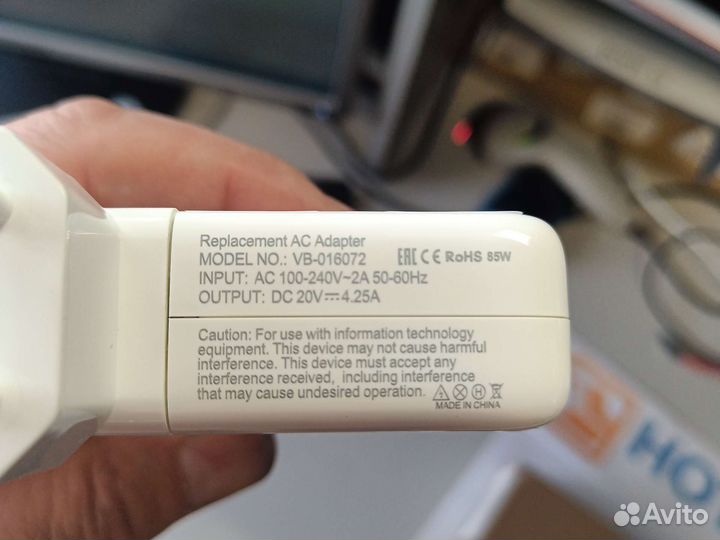 Replacement AC Adapter
MODEL NO.: VB-016072
INPUT: AC 100-240V~2A 50-60Hz
OUTPUT: DC 20V⎓4.25A
EAC CE RoHS 85W
Caution: For use with information technology
equipment. This device may not cause harmful
interference. This device must accept any
interference received, including interference
that may cause undesired operation.
MADE IN CHINA
HO
Avito